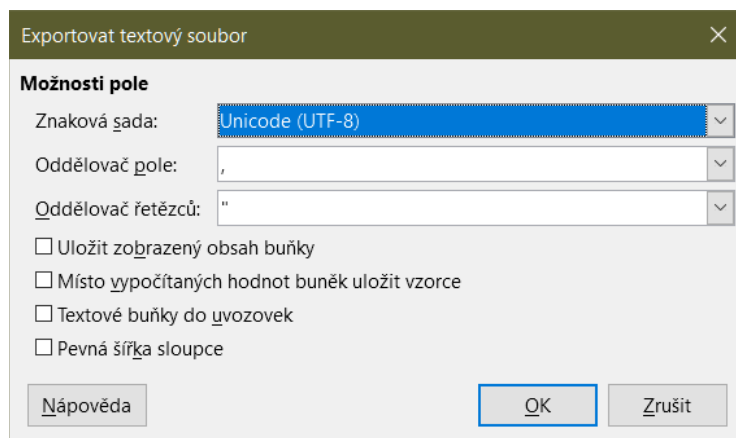 Exportovat textový soubor
Možnosti pole
Znaková sada: Unicode (UTF-8)
Oddělovač pole: ,
Oddělovač řetězců: "
Uložit zobrazený obsah buňky
Místo vypočítaných hodnot buněk uložit vzorce
Textové buňky do uvozovek
Pevná šířka sloupce
Nápověda OK Zrušit